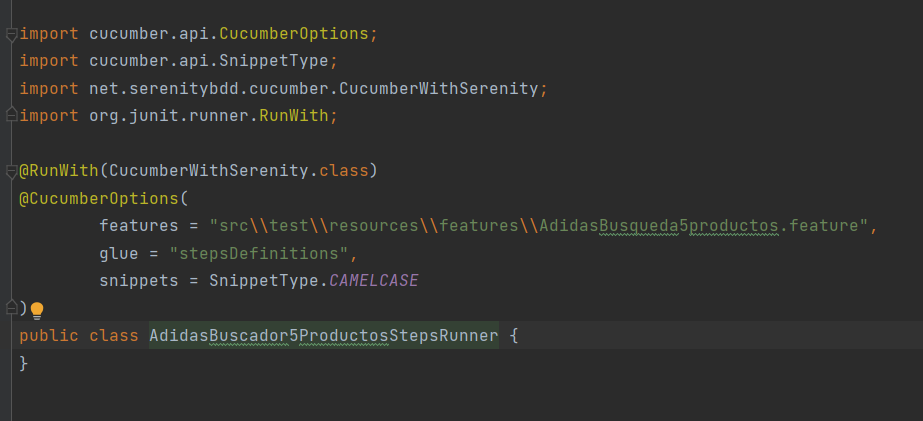 import cucumber.api.CucumberOptions;
import cucumber.api.SnippetType;
import net.serenitybdd.cucumber.CucumberWithSerenity;
import org.junit.runner.RunWith;
@RunWith(CucumberWithSerenity.class)
@CucumberOptions(
features = "src\\test\\resources\\features\\AdidasBusqueda5productos.feature",
glue = "stepsDefinitions",
snippets = SnippetType.CAMELCASE
)
public class AdidasBuscador5ProductosStepsRunner {
}